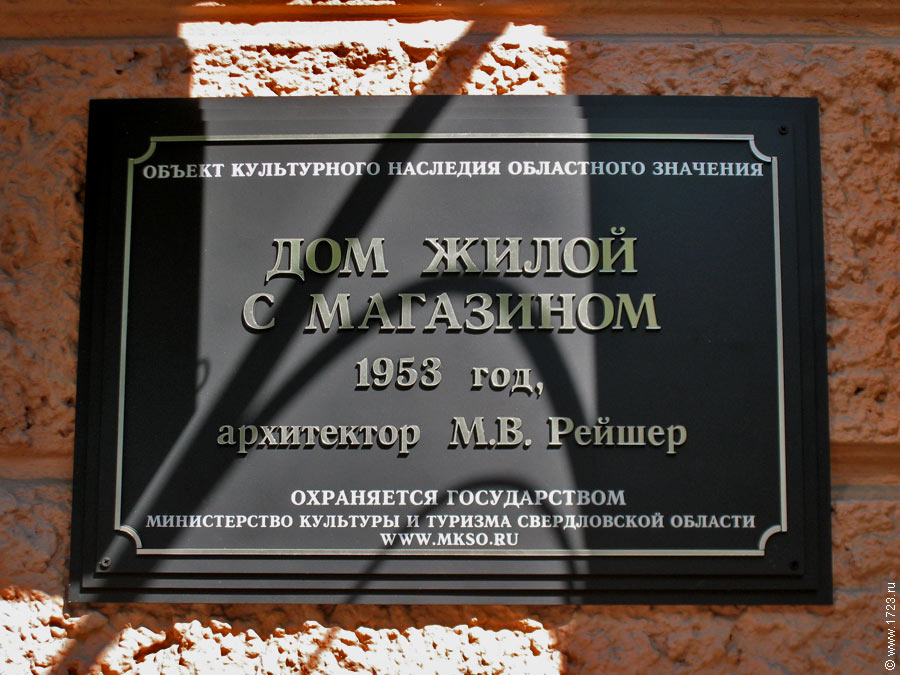 ОБЪЕКТ КУЛЬТУРНОГО НАСЛЕДИЯ ОБЛАСТНОГО ЗНАЧЕНИЯ
ДОМ ЖИЛОЙ
С МАГАЗИНОМ
1953 год,
архитектор М.В. Рейшер
ОХРАНЯЕТСЯ ГОСУДАРСТВОМ
МИНИСТЕРСТВО КУЛЬТУРЫ И ТУРИЗМА СВЕРДЛОВСКОЙ ОБЛАСТИ
WWW.MKSO.RU
© www.1723.ru